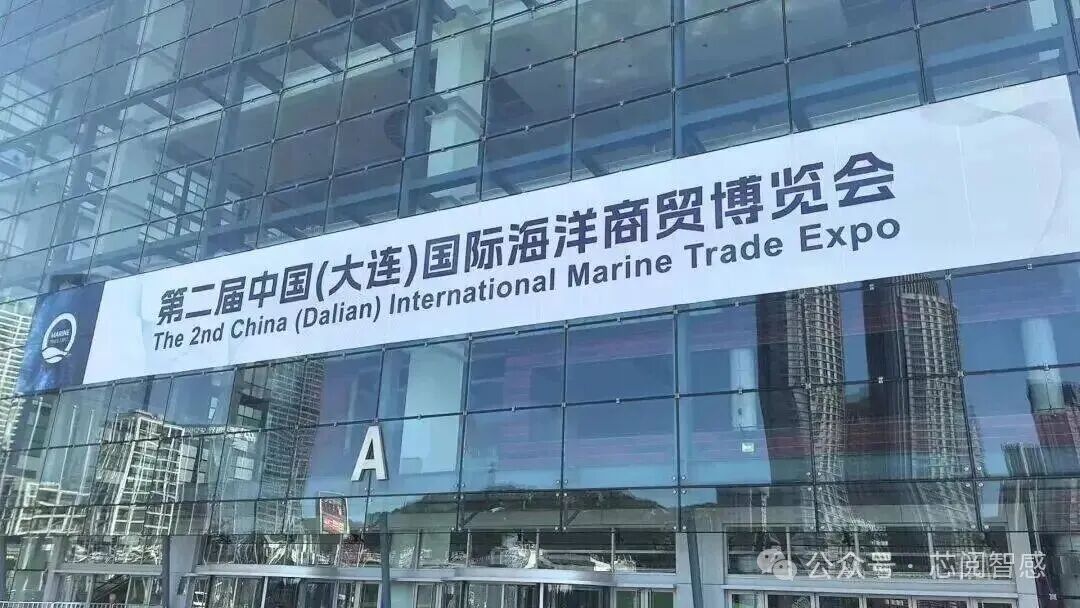 第二届中国(大连)国际海洋商贸博览会
The 2nd China (Dalian) International Marine Trade Expo
MARINE
A
公众号 · 芯阅智感